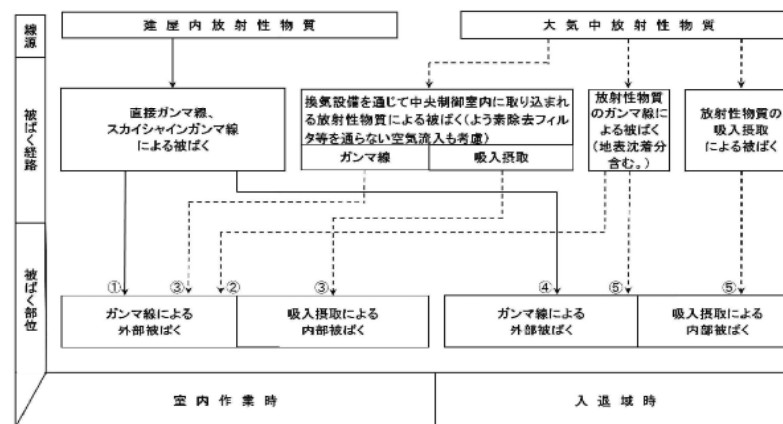 線源
建屋内放射性物質
大気中放射性物質
被ばく経路
直接ガンマ線、
スカイシャインガンマ線
による被ばく
換気設備を通じて中央制御室内に取り込まれ
る放射性物質による被ばく(よう素除去フィル
タ等を通らない空気流入も考慮)
ガンマ線
吸入摂取
放射性物質
のガンマ線に
よる被ばく
(地表沈着分
含む。)
放射性物質の
吸入摂取
による被ばく
被ばく部位
①
③
②
③
④
⑤
⑤
ガンマ線による
外部被ばく
吸入摂取による
内部被ばく
ガンマ線による
外部被ばく
吸入摂取による
内部被ばく
室内作業時
入退域時